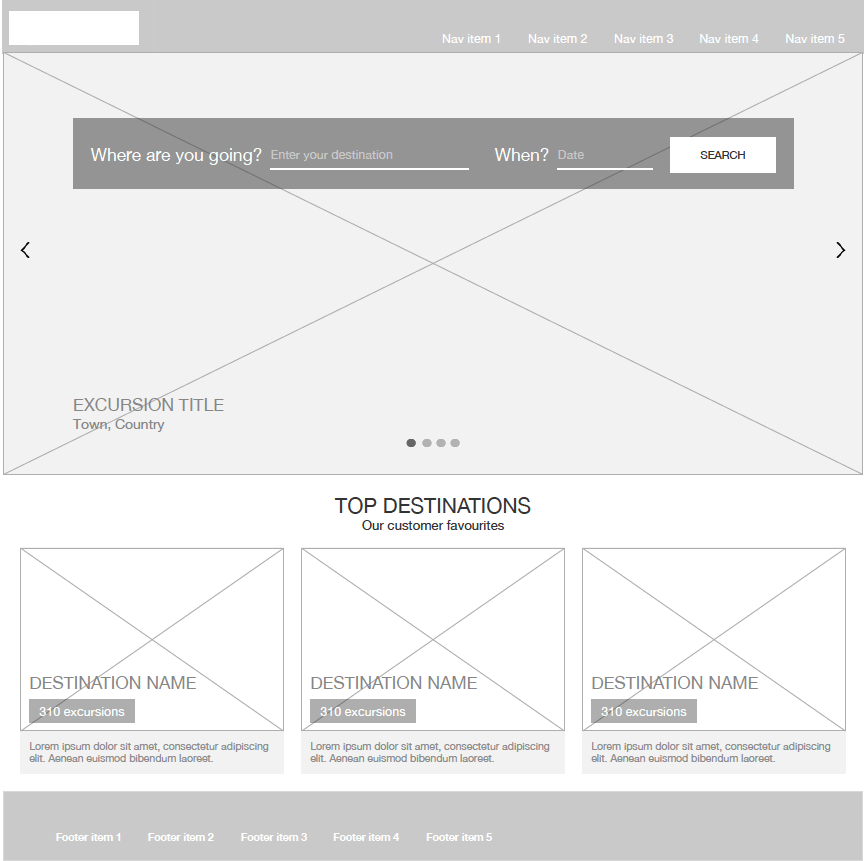 Nav item 1 Nav item 2 Nav item 3 Nav item 4 Nav item 5
Where are you going? Enter your destination When? Date SEARCH
EXCURSION TITLE
Town, Country
TOP DESTINATIONS
Our customer favourites
DESTINATION NAME
310 excursions
Lorem ipsum dolor sit amet, consectetur adipiscing
elit. Aenean euismod bibendum laoreet.
DESTINATION NAME
310 excursions
Lorem ipsum dolor sit amet, consectetur adipiscing
elit. Aenean euismod bibendum laoreet.
DESTINATION NAME
310 excursions
Lorem ipsum dolor sit amet, consectetur adipiscing
elit. Aenean euismod bibendum laoreet.
Footer item 1 Footer item 2 Footer item 3 Footer item 4 Footer item 5